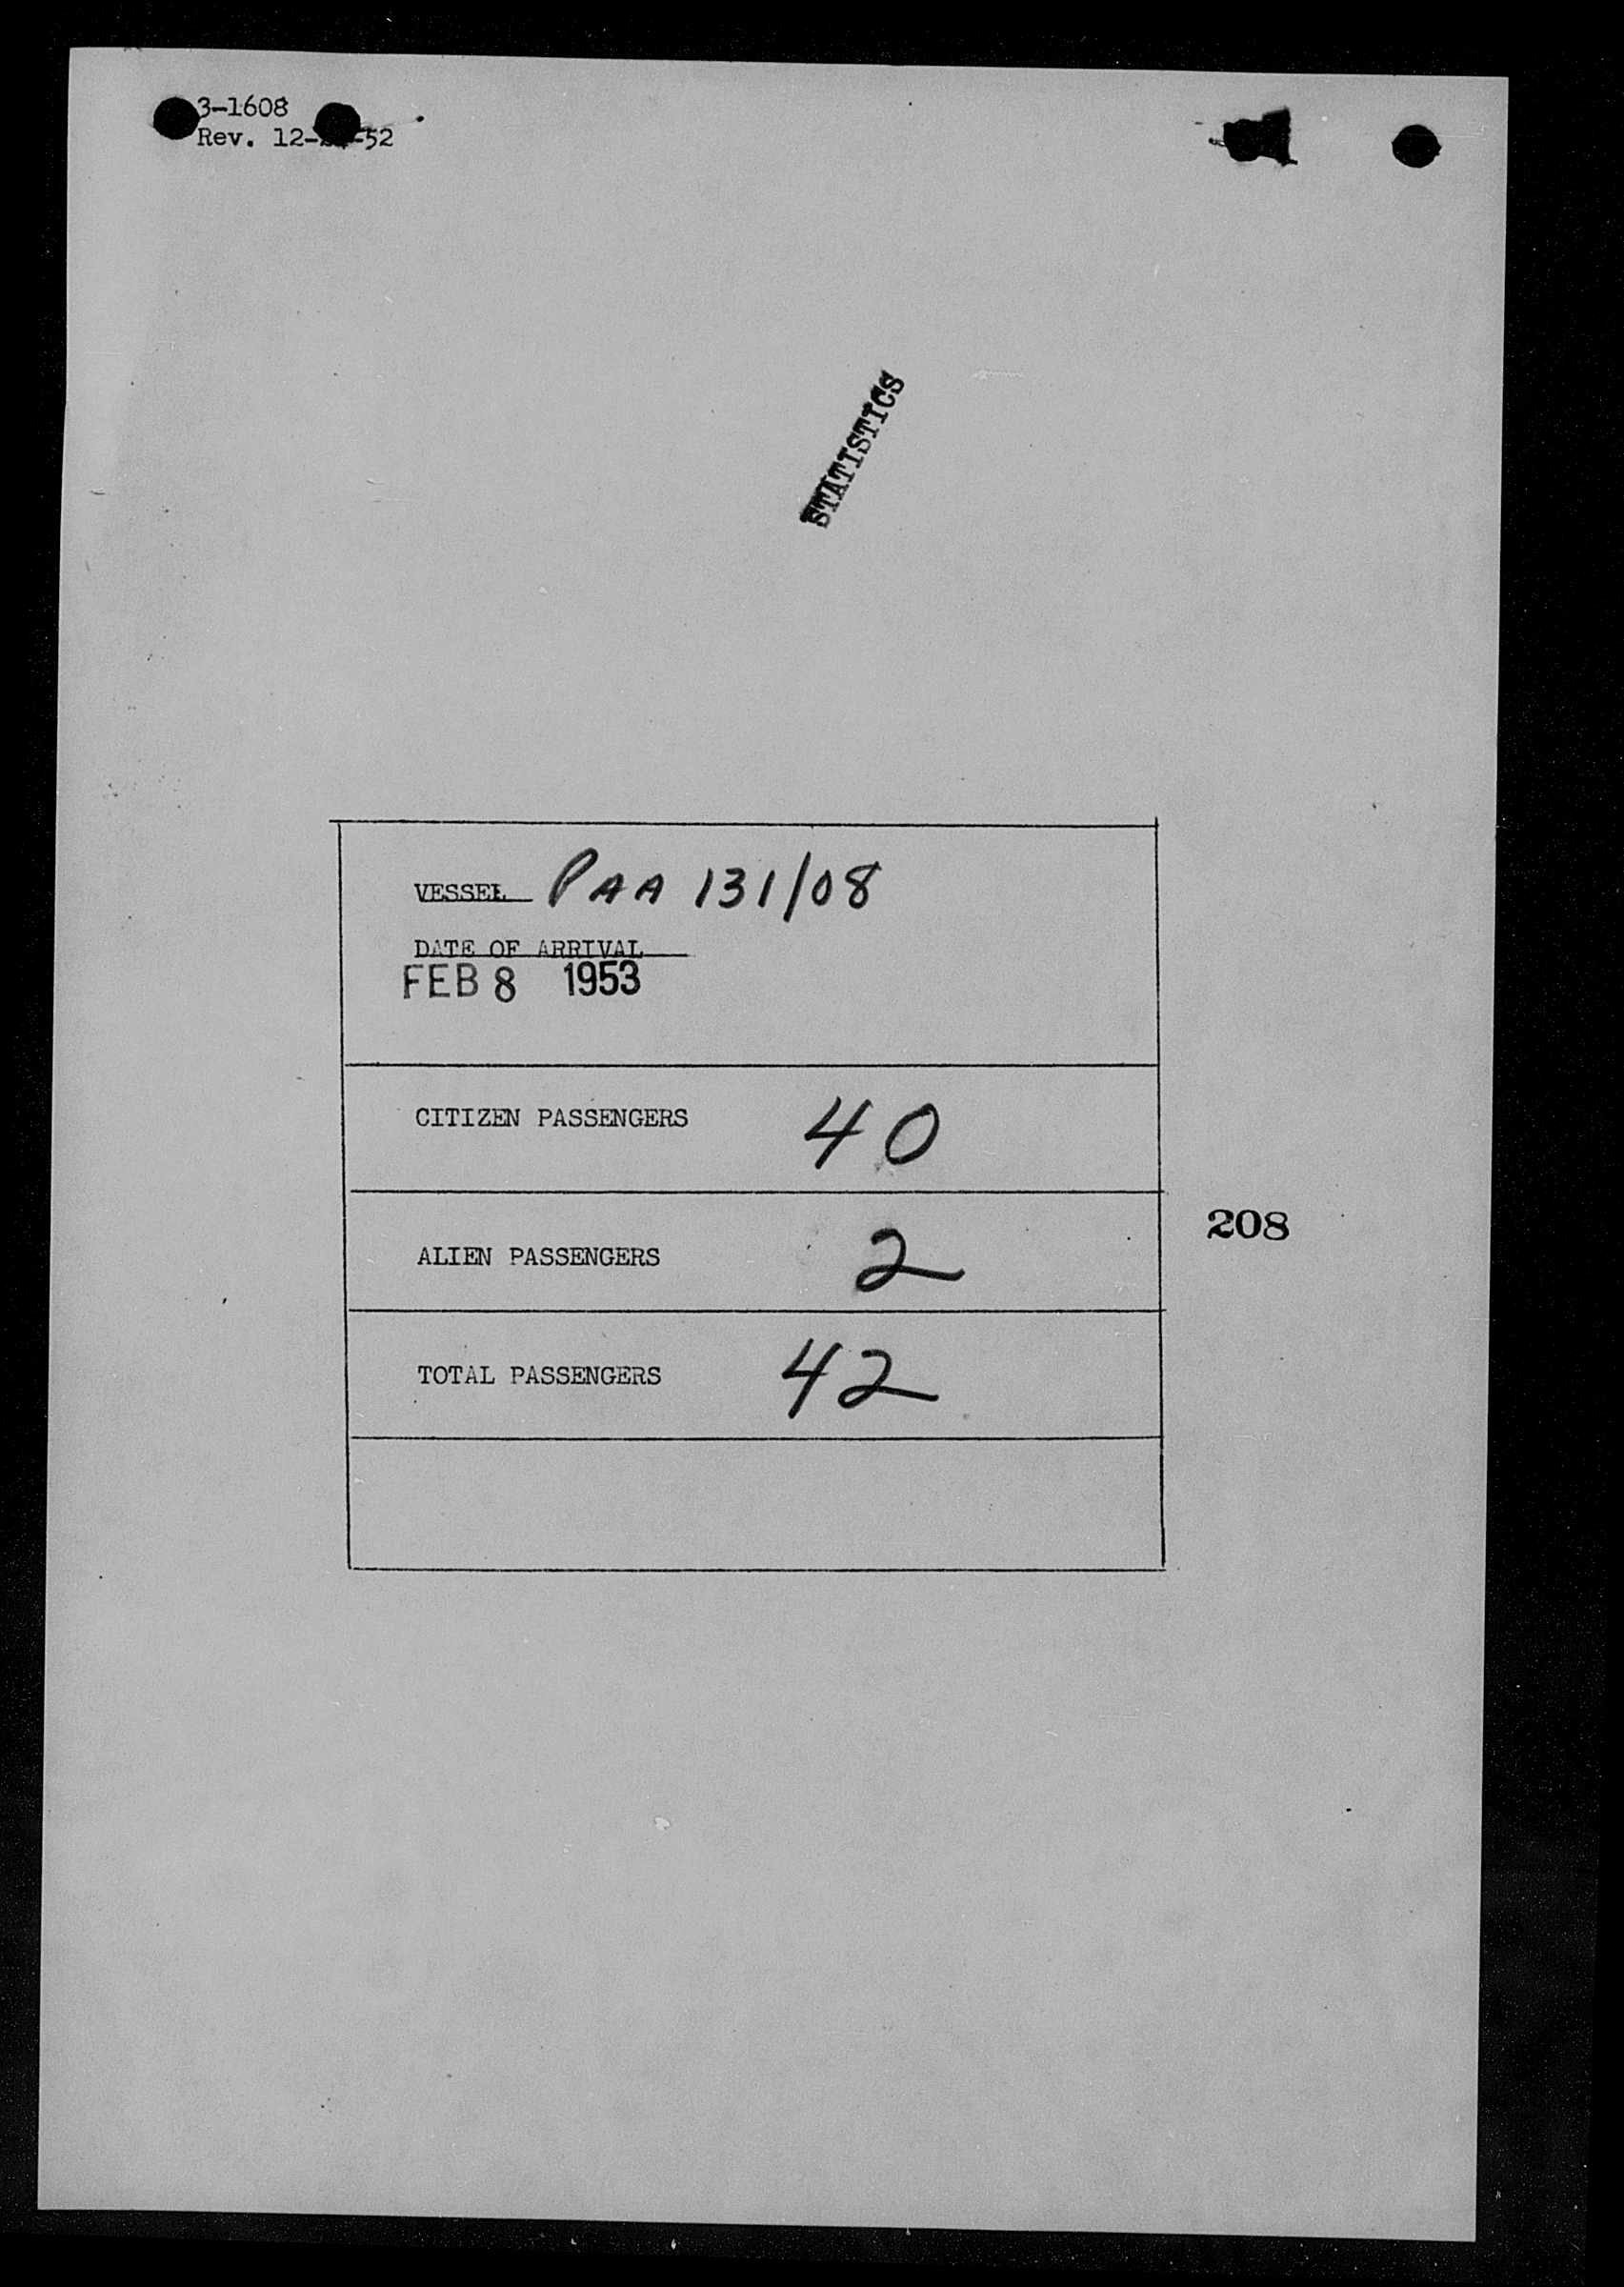 3-1608
Rev. 12- -52
STATISTICS
VESSEL PAA 131/08
DATE OF ARRIVAL
FEB 8 1953
CITIZEN PASSENGERS 40
208
ALIEN PASSENGERS 2
TOTAL PASSENGERS 42